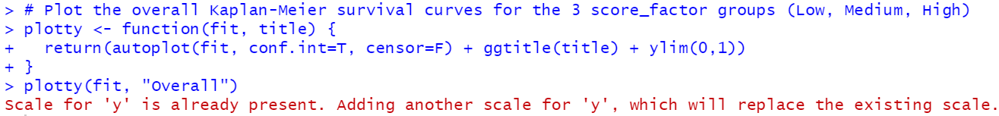 > # Plot the overall Kaplan-Meier survival curves for the 3 score_factor groups (Low, Medium, High)
> plotty <- function(fit, title) {
+   return(autoplot(fit, conf.int=T, censor=F) + ggtitle(title) + ylim(0,1))
+ }
> plotty(fit, "Overall")
Scale for 'y' is already present. Adding another scale for 'y', which will replace the existing scale.